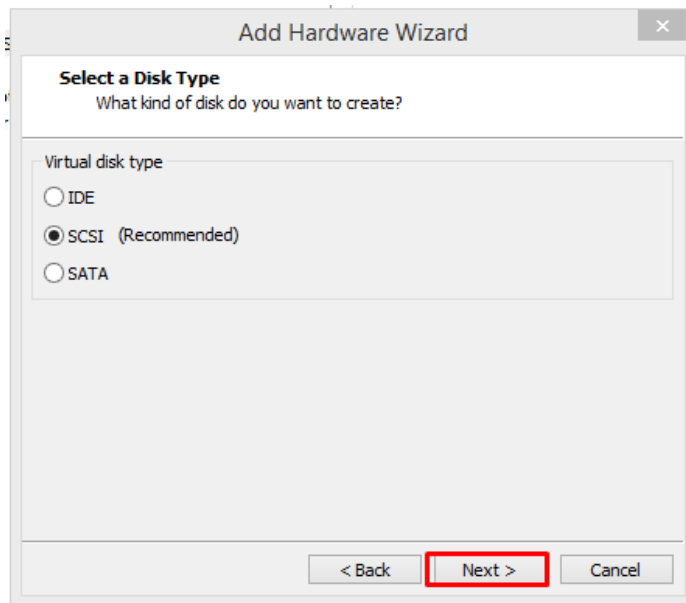 Add Hardware Wizard
Select a Disk Type
What kind of disk do you want to create?
Virtual disk type
IDE
SCSI (Recommended)
SATA
< Back Next > Cancel